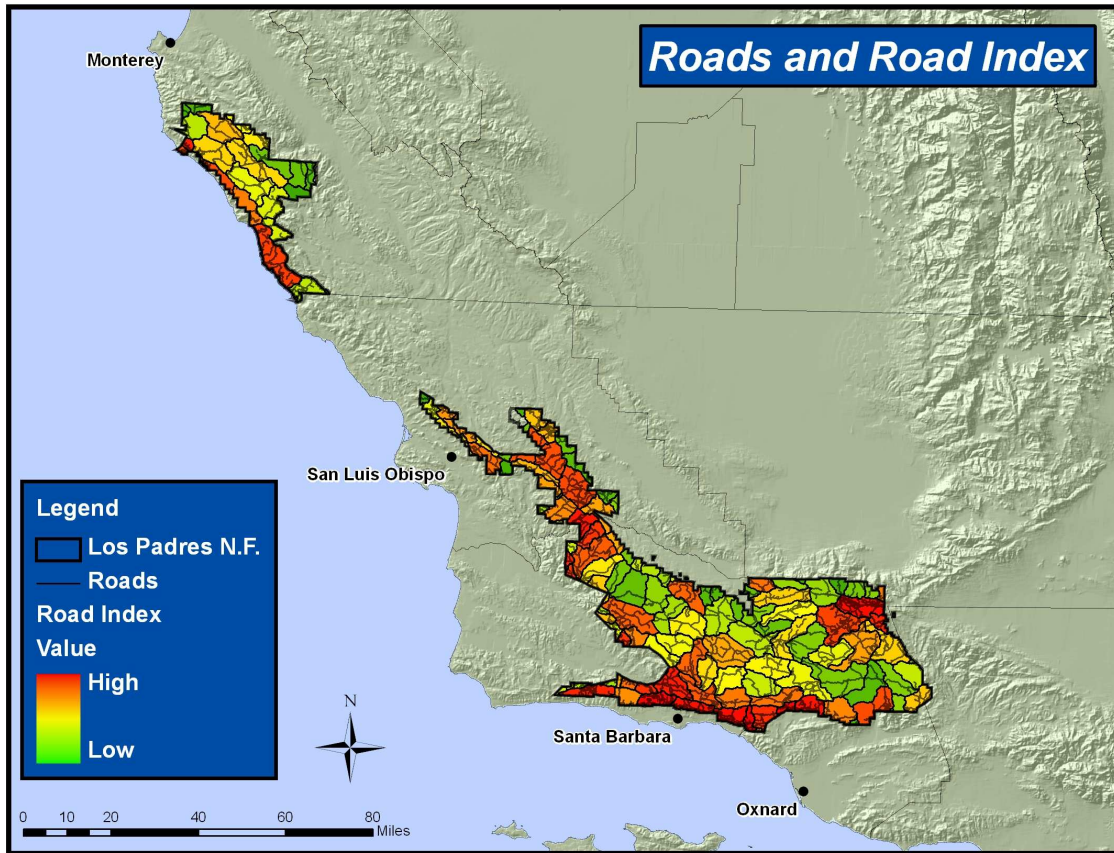 Roads and Road Index
Monterey
San Luis Obispo
Santa Barbara
Oxnard
Legend
Los Padres N.F.
Roads
Road Index
Value
High
Low
N
0 10 20 40 60 80
Miles